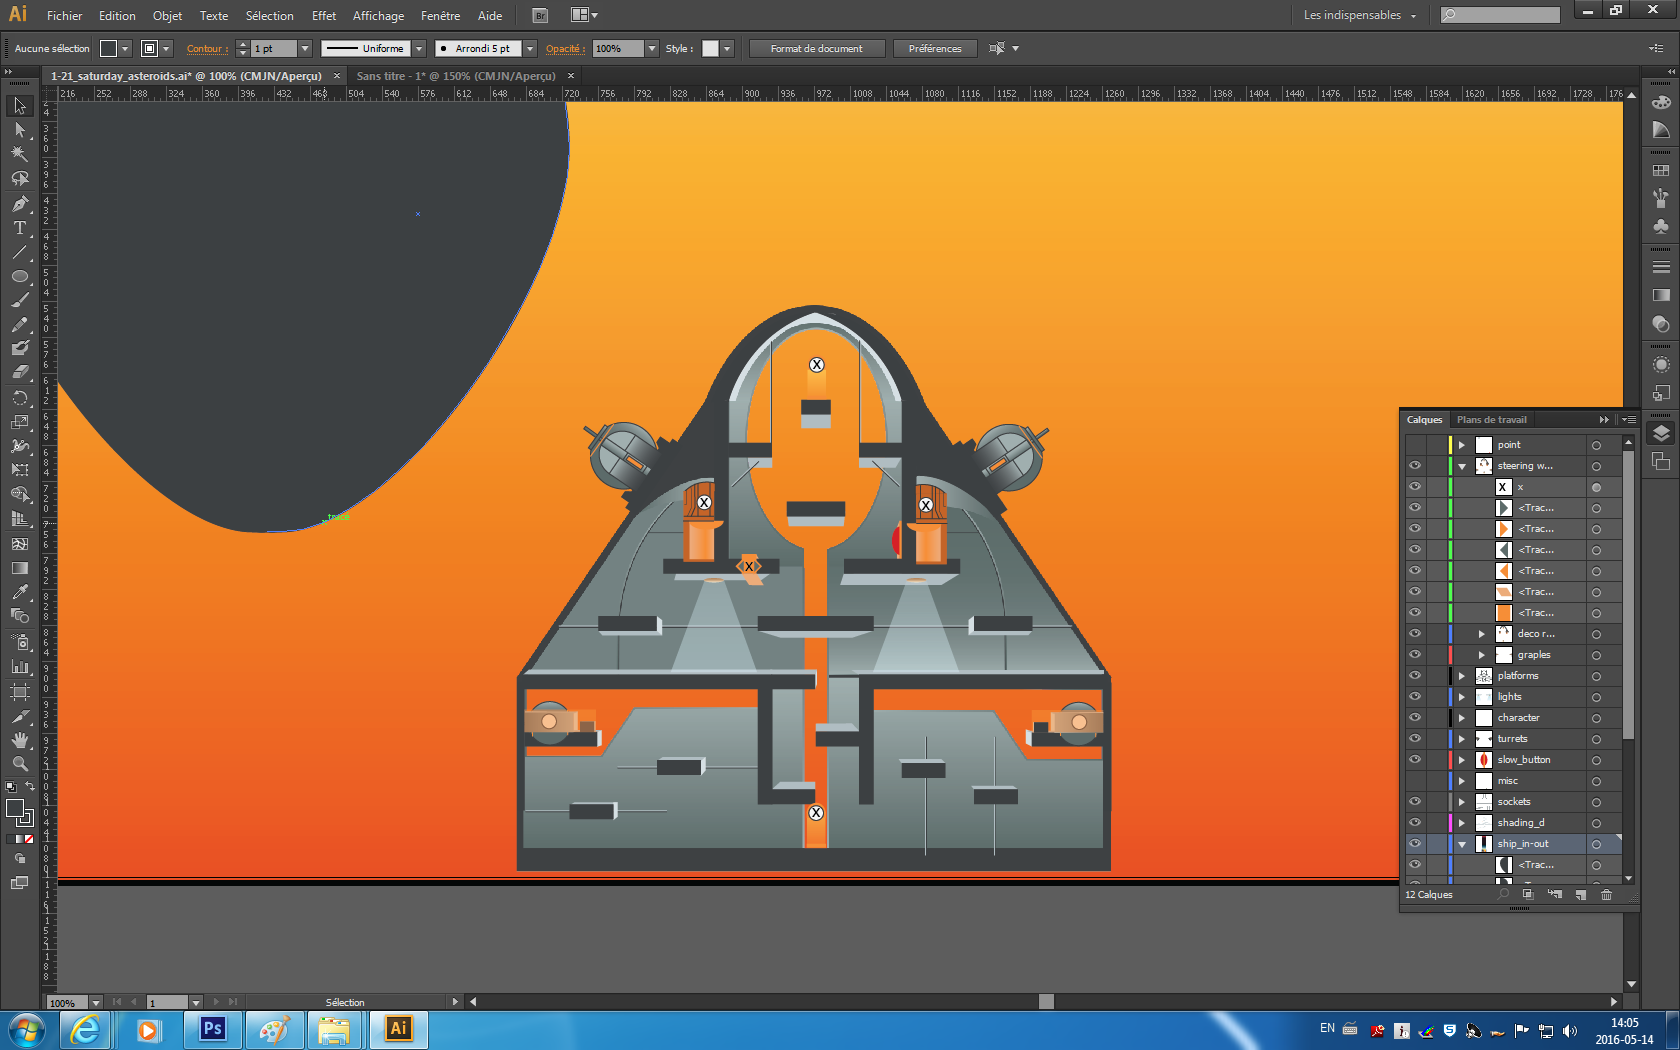 Ai Fichier Edition Objet Texte Sélection Effet Affichage Fenêtre Aide Br Les indispensables
Aucune sélection Contour : 1 pt Uniforme Arrondi 5 pt Opacité : 100% Style : Format de document Préférences
1-21_saturday_asteroids.ai* @ 100% (CMJN/Aperçu) × Sans titre - 1* @ 150% (CMJN/Aperçu) ×
216 252 288 324 360 396 432 468 504 540 576 612 648 684 720 756 792 828 864 900 936 972 1008 1044 1080 1116 1152 1188 1224 1260 1296 1332 1368 1404 1440 1476 1512 1548 1584 1620 1656 1692 1728 176
X
X
X
X
X
Calques Plans de travail
point
steering w...
X x
<Trac...
<Trac...
<Trac...
<Trac...
<Trac...
<Trac...
deco r...
graples
platforms
lights
character
turrets
slow_button
misc
sockets
shading_d
ship_in-out
<Trac...
12 Calques
100% 1 Sélection
Ps Ai EN 14:05
2016-05-14